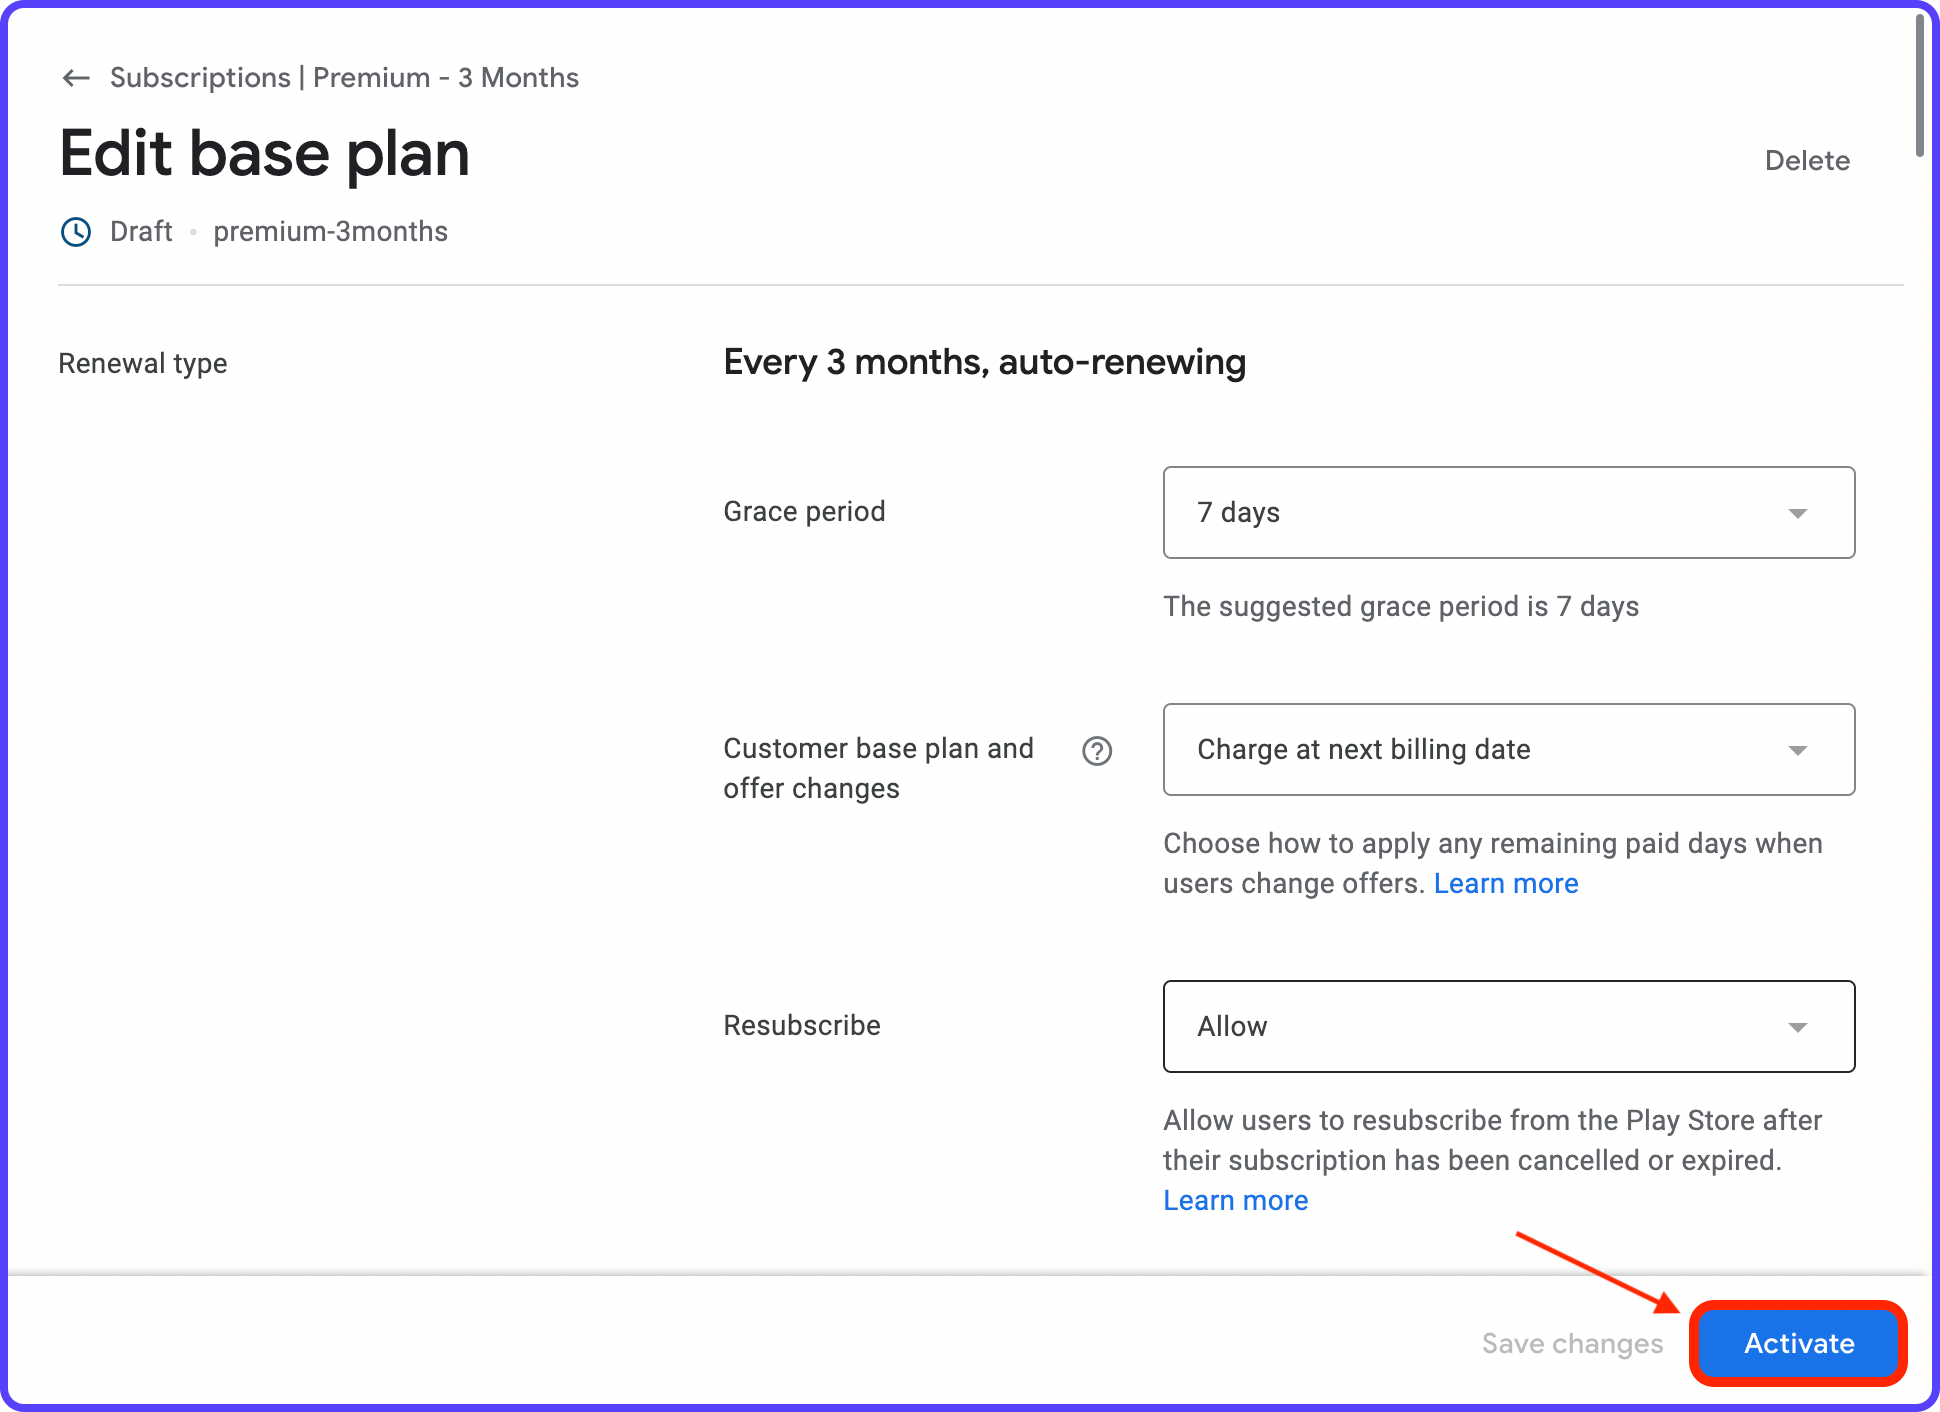 Subscriptions | Premium - 3 Months
Edit base plan
Delete
Draft • premium-3months
Renewal type
Every 3 months, auto-renewing
Grace period
7 days
The suggested grace period is 7 days
Customer base plan and
offer changes
?
Charge at next billing date
Choose how to apply any remaining paid days when
users change offers. Learn more
Resubscribe
Allow
Allow users to resubscribe from the Play Store after
their subscription has been cancelled or expired.
Learn more
Save changes
Activate